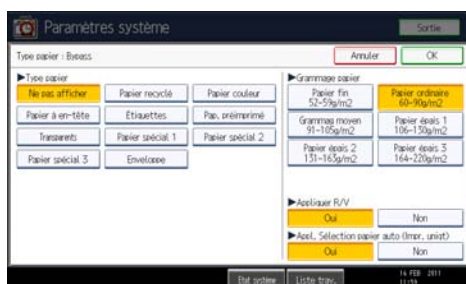 Paramètres système
Sortie
Type papier : Bypass
Annuler
OK
►Type papier
Ne pas afficher
Papier recyclé
Papier couleur
Papier à en-tête
Etiquettes
Pap. préimprimé
Transparents
Papier spécial 1
Papier spécial 2
Papier spécial 3
Enveloppe
►Grammage papier
Papier fin
52-59g/m2
Papier ordinaire
60-90g/m2
Grammag moyen
91-105g/m2
Papier épais 1
106-130g/m2
Papier épais 2
131-163g/m2
Papier épais 3
164-220g/m2
►Appliquer R/V
Oui
Non
►Appl. Sélection papier auto (Impr. uniqt)
Oui
Non
Etat système
Liste trav.
14 FEB 2011